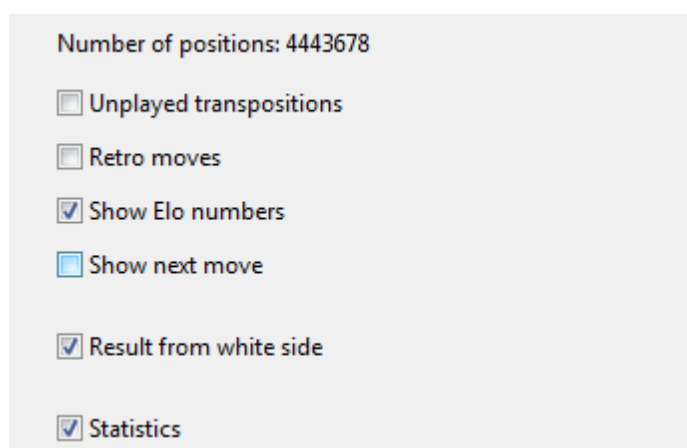 Number of positions: 4443678
Unplayed transpositions
Retro moves
Show Elo numbers
Show next move
Result from white side
Statistics